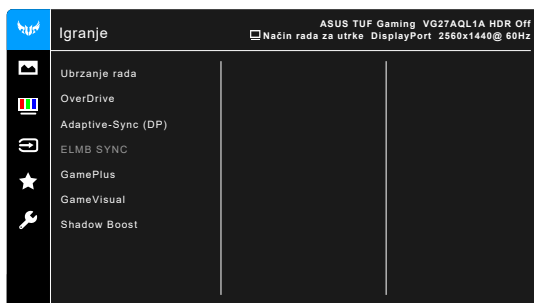 Igranje
ASUS TUF Gaming VG27AQL1A HDR Off
Način rada za utrke DisplayPort 2560x1440@ 60Hz
Ubrzanje rada
OverDrive
Adaptive-Sync (DP)
ELMB SYNC
GamePlus
GameVisual
Shadow Boost